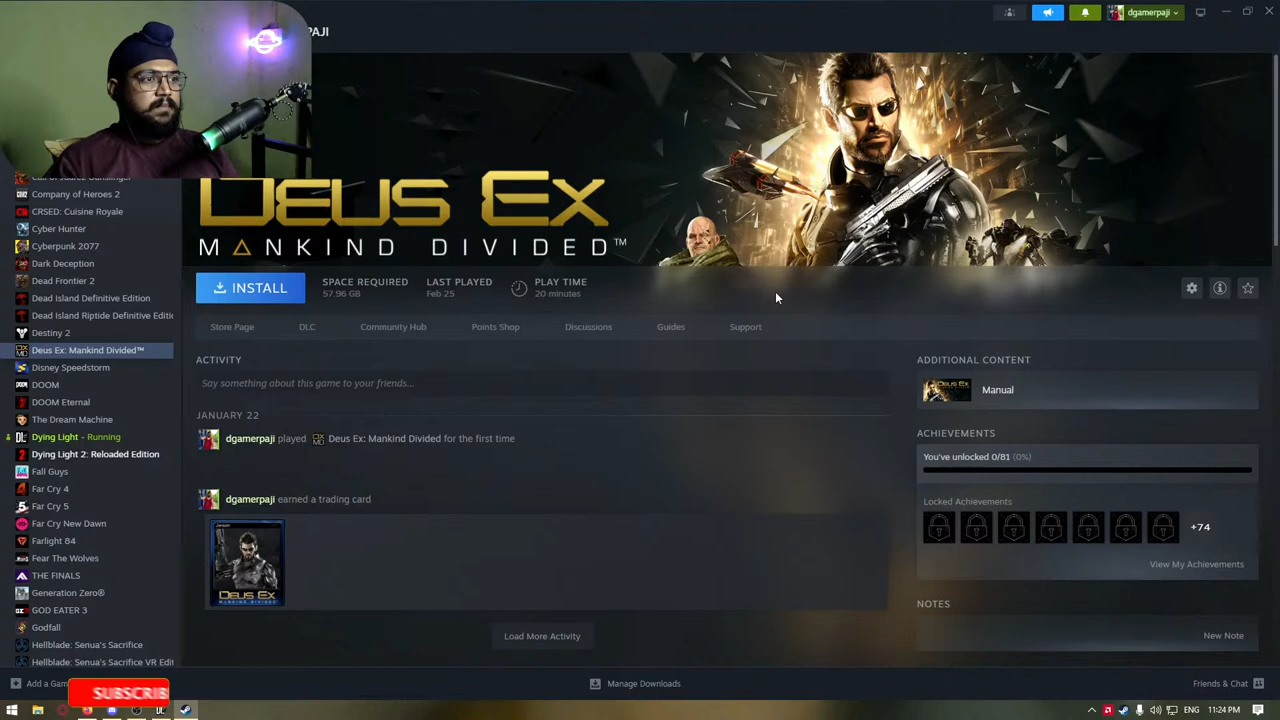 PAJI
dgamerpaji
DEUS EX
MANKIND DIVIDED™
INSTALL
SPACE REQUIRED
57.96 GB
LAST PLAYED
Feb 25
PLAY TIME
20 minutes
Store Page
DLC
Community Hub
Points Shop
Discussions
Guides
Support
Company of Heroes 2
CRSED: Cuisine Royale
Cyber Hunter
Cyberpunk 2077
Dark Deception
Dead Frontier 2
Dead Island Definitive Edition
Dead Island Riptide Definitive Editi
Destiny 2
Deus Ex: Mankind Divided™
Disney Speedstorm
DOOM
DOOM Eternal
The Dream Machine
Dying Light - Running
Dying Light 2: Reloaded Edition
Fall Guys
Far Cry 4
Far Cry 5
Far Cry New Dawn
Farlight 84
Fear The Wolves
THE FINALS
Generation Zero®
GOD EATER 3
Godfall
Hellblade: Senua's Sacrifice
Hellblade: Senua's Sacrifice VR Edit
ACTIVITY
Say something about this game to your friends...
JANUARY 22
dgamerpaji played Deus Ex: Mankind Divided for the first time
dgamerpaji earned a trading card
DEUS EX
Load More Activity
ADDITIONAL CONTENT
Manual
ACHIEVEMENTS
You've unlocked 0/81 (0%)
Locked Achievements
+74
View My Achievements
NOTES
New Note
Add a Gam
SUBSCRIB
Manage Downloads
Friends & Chat
ENG
11:24 PM